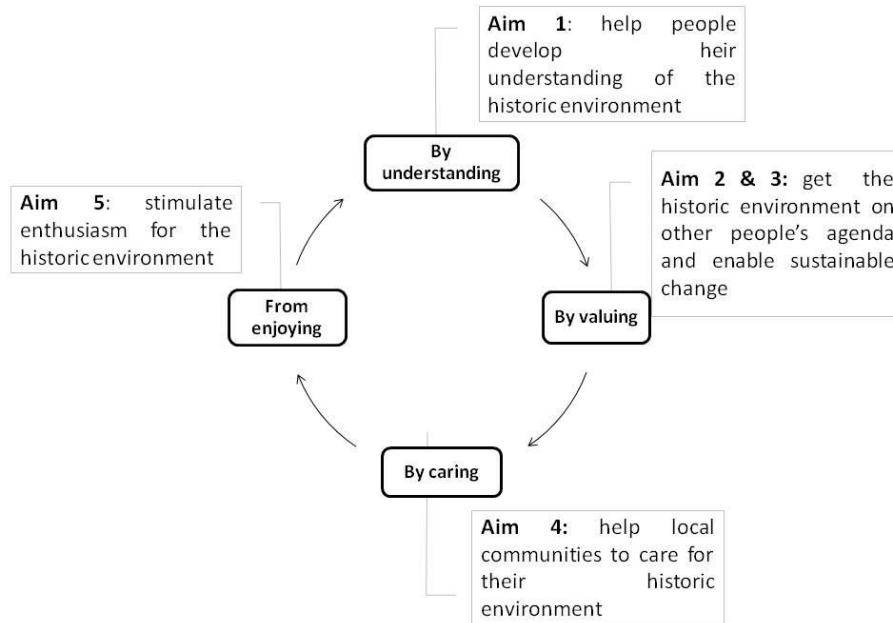 Aim 1: help people
develop heir
understanding of the
historic environment
By
understanding
Aim 2 & 3: get the
historic environment on
other people’s agenda
and enable sustainable
change
By valuing
Aim 5: stimulate
enthusiasm for the
historic environment
From
enjoying
By caring
Aim 4: help local
communities to care for
their historic
environment